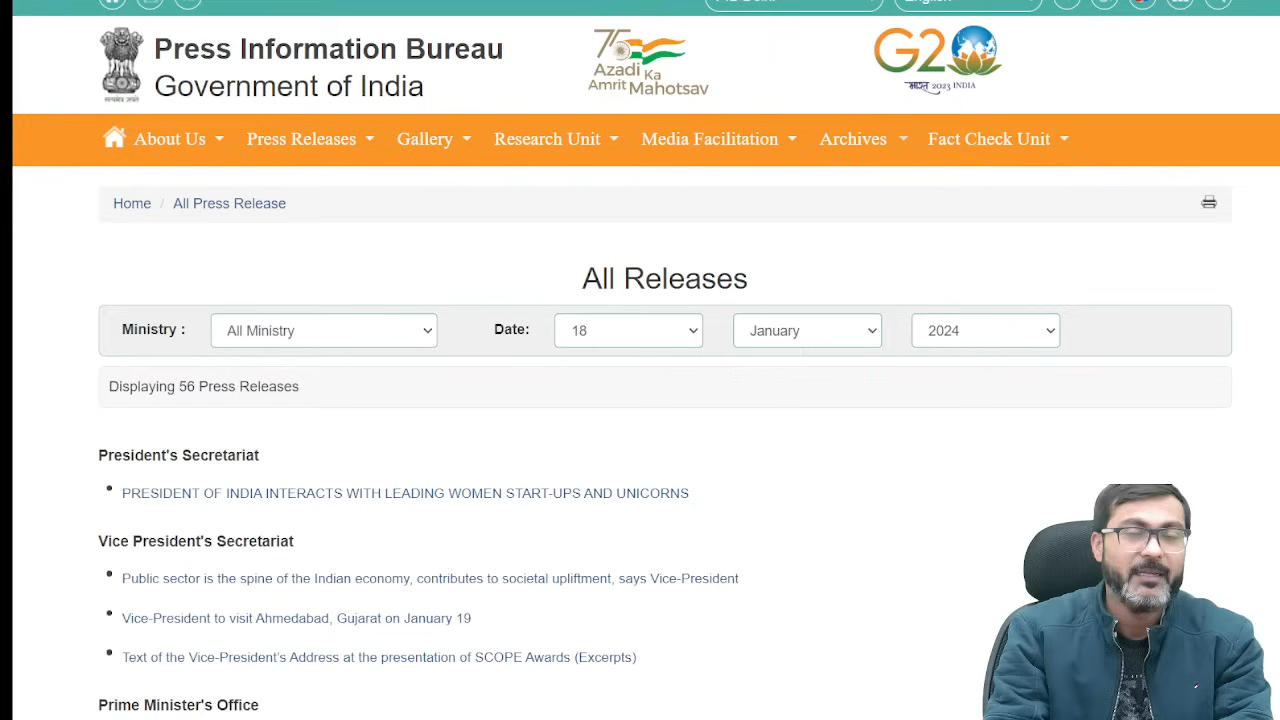 Press Information Bureau
Government of India
75
Azadi Ka
Amrit Mahotsav
G20
भारत 2023 INDIA
About Us
Press Releases
Gallery
Research Unit
Media Facilitation
Archives
Fact Check Unit
Home / All Press Release
All Releases
Ministry : All Ministry Date: 18 January 2024
Displaying 56 Press Releases
President's Secretariat
PRESIDENT OF INDIA INTERACTS WITH LEADING WOMEN START-UPS AND UNICORNS
Vice President's Secretariat
Public sector is the spine of the Indian economy, contributes to societal upliftment, says Vice-President
Vice-President to visit Ahmedabad, Gujarat on January 19
Text of the Vice-President's Address at the presentation of SCOPE Awards (Excerpts)
Prime Minister's Office